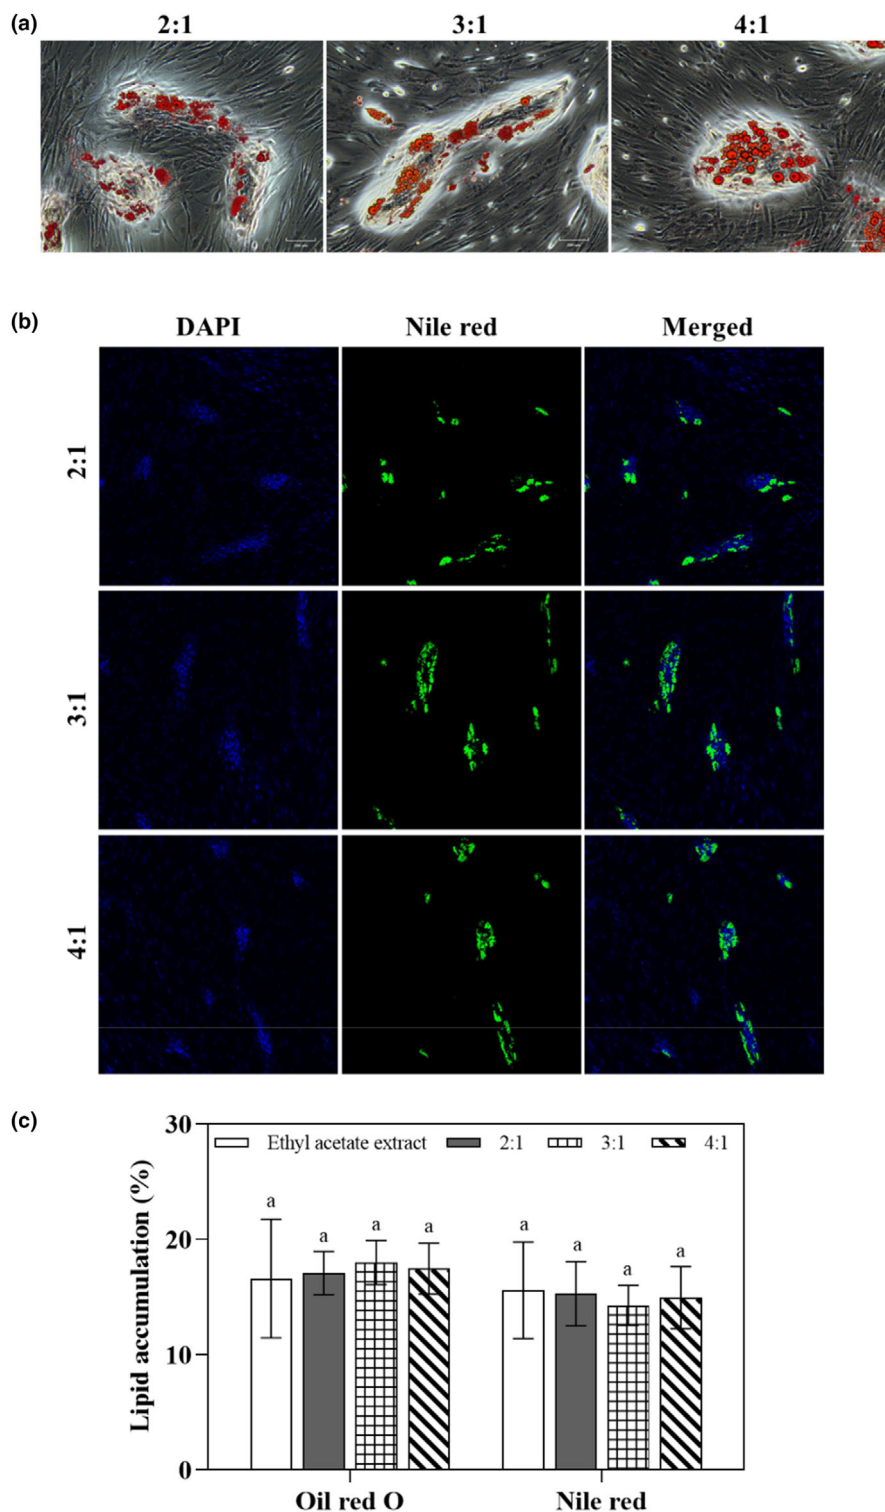 (a)
2:1 3:1 4:1
(b)
DAPI Nile red Merged
2:1
3:1
4:1
(c)
30
20
10
0
Lipid accumulation (%)
Ethyl acetate extract 2:1 3:1 4:1
a a a a a a a a
Oil red O Nile red